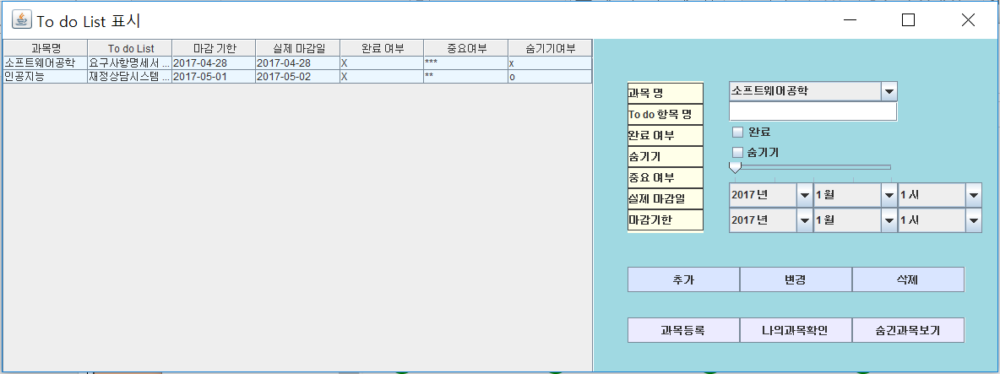 To do List 표시
과목명 To do List 마감 기한 실제 마감일 완료 여부 중요여부 숨기기여부
소프트웨어공학 요구사항명세서 ... 2017-04-28 2017-04-28 X *** x
인공지능 재정상담시스템 ... 2017-05-01 2017-05-02 X ** o
과목 명 소프트웨어공학
To do 항목 명
완료 여부 완료
숨기기 숨기기
중요 여부
실제 마감일 2017 년 1 월 1 시
마감기한 2017 년 1 월 1 시
추가 변경 삭제
과목등록 나의과목확인 숨긴과목보기